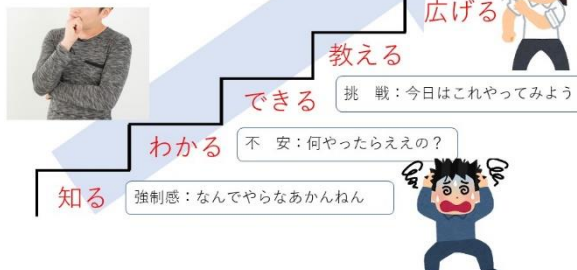 広げる
教える
できる
挑　戦：今日はこれやってみよう
わかる
不　安：何やったらええの？
知る
強制感：なんでやらなあかんねん